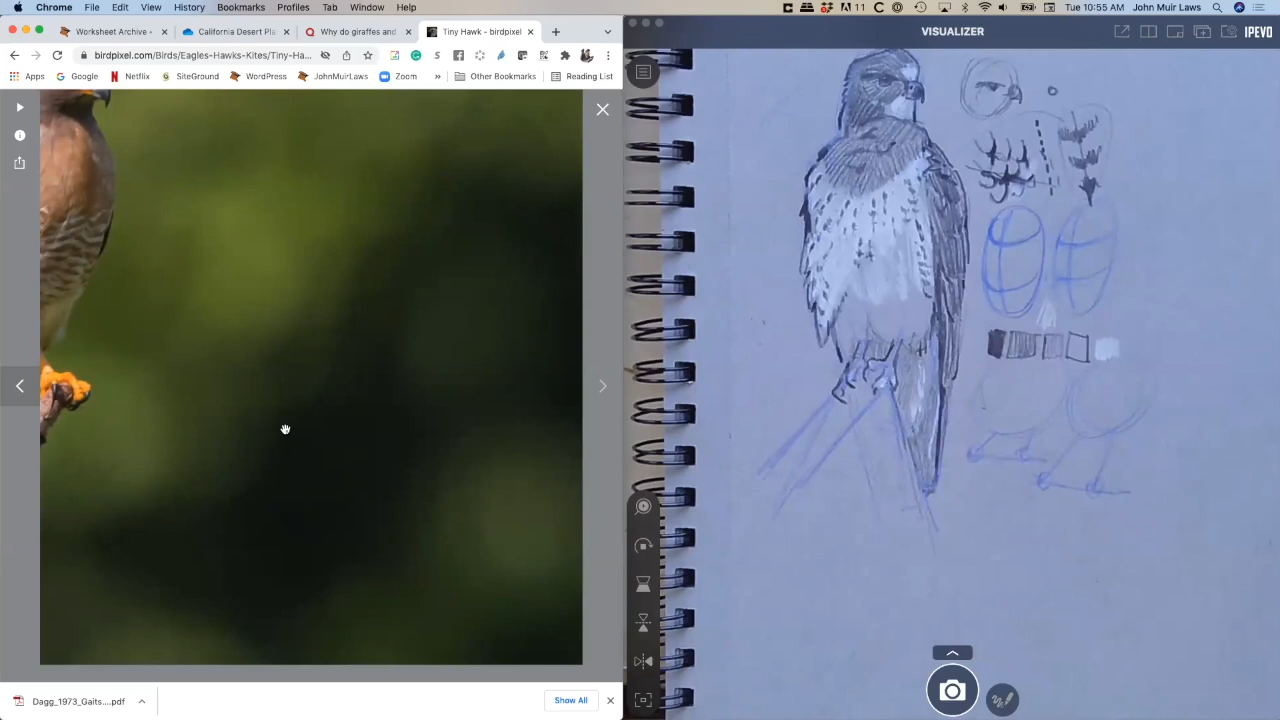 Chrome File Edit View History Bookmarks Profiles Tab Window Help
M 11
Tue 10:55 AM John Muir Laws
Worksheet Archive
California Desert Pla
Why do giraffes and
Tiny Hawk - birdpixel
birdpixel.com/Birds/Eagles-Hawks-Kites/Tiny-Ha...
Apps Google Netflix SiteGround WordPress JohnMuirLaws Zoom » Other Bookmarks Reading List
VISUALIZER
IPEVO
Dagg_1973_Gaits....pdf
Show All